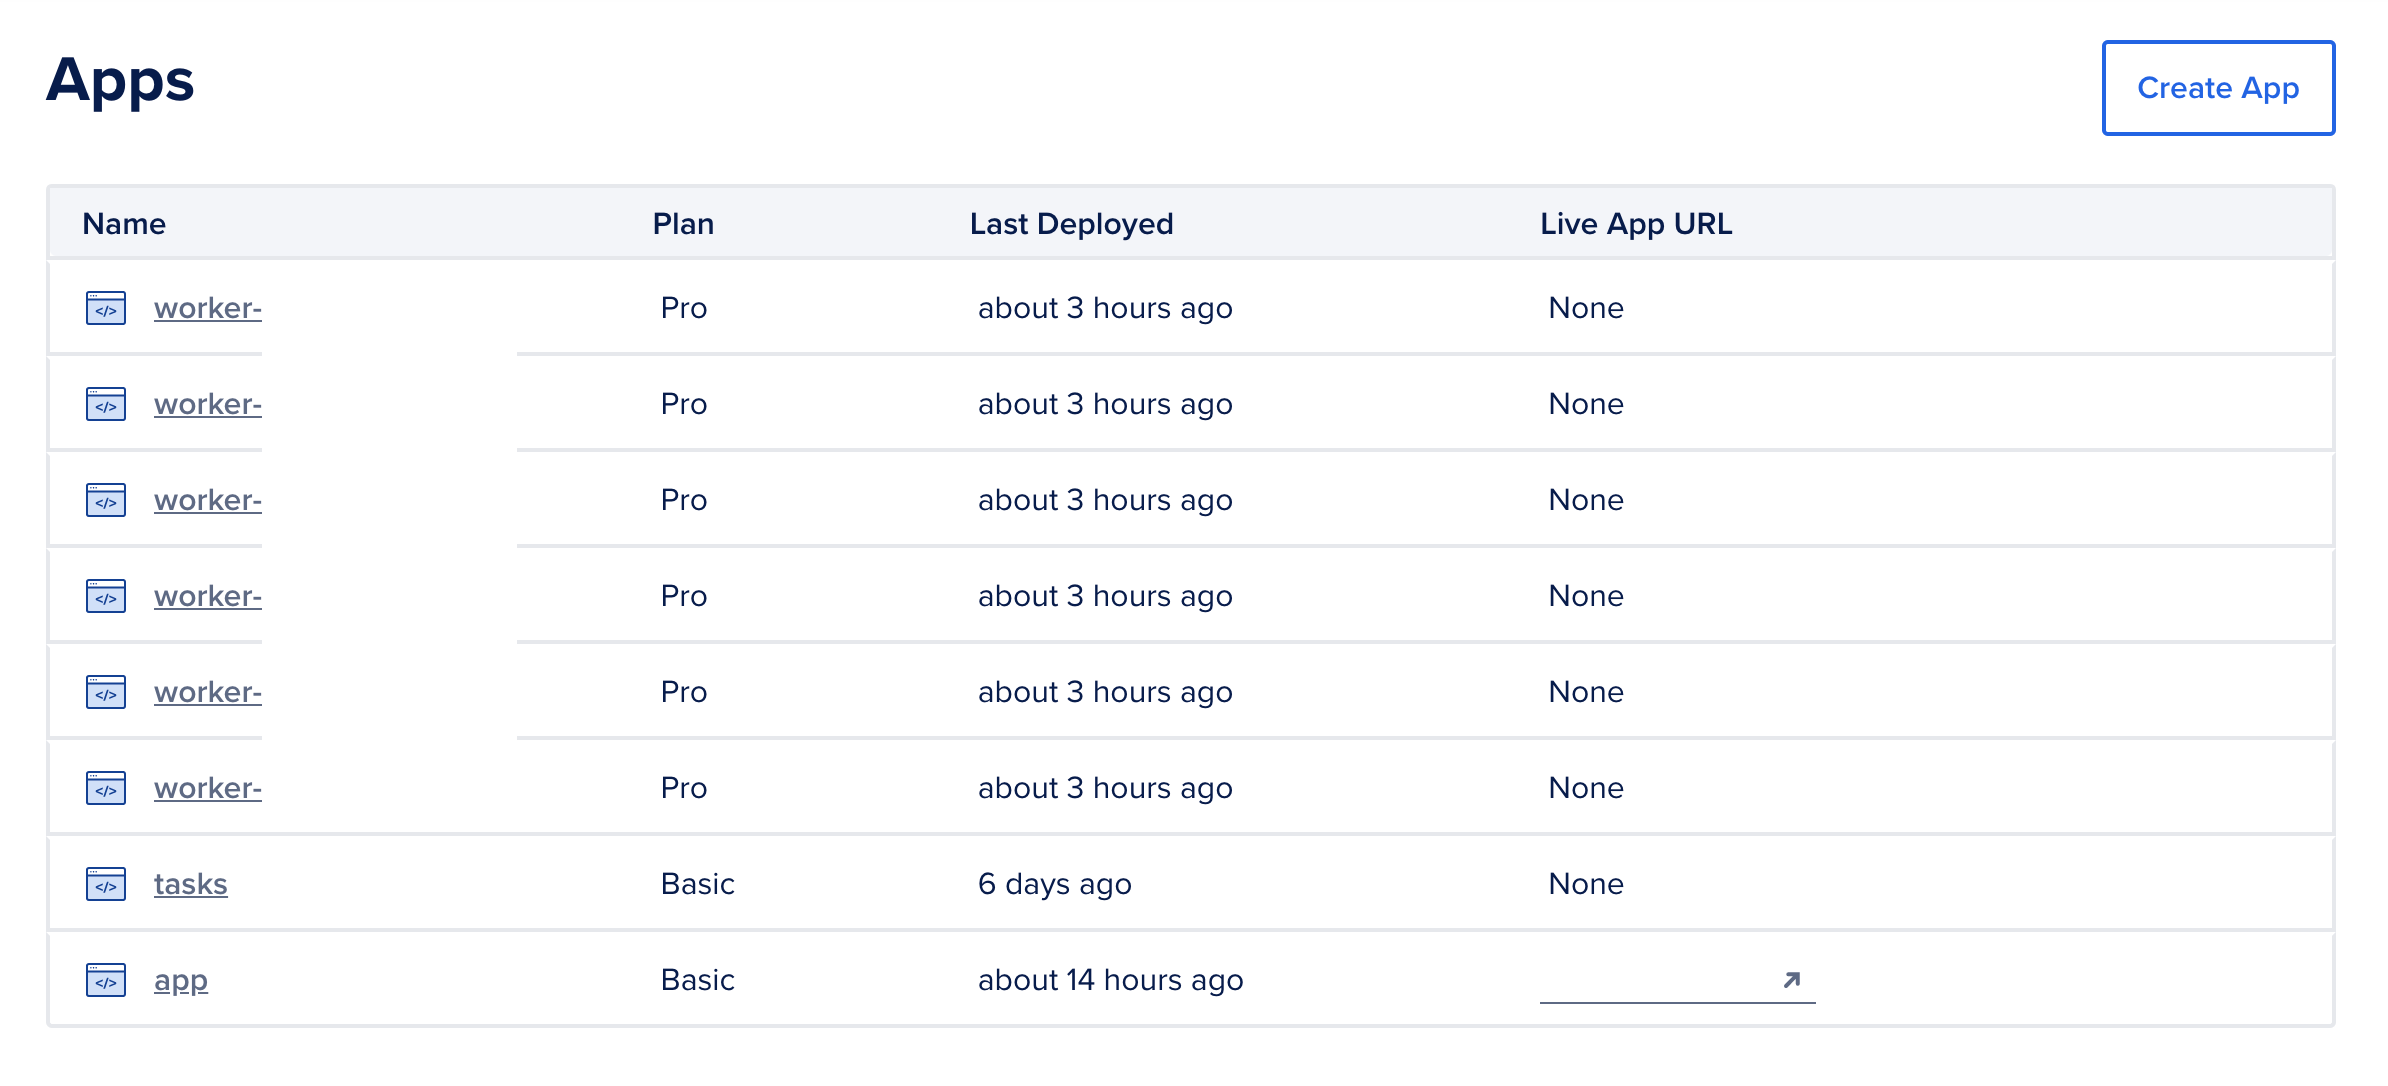 Apps
Create App
Name Plan Last Deployed Live App URL
</> worker- Pro about 3 hours ago None
</> worker- Pro about 3 hours ago None
</> worker- Pro about 3 hours ago None
</> worker- Pro about 3 hours ago None
</> worker- Pro about 3 hours ago None
</> worker- Pro about 3 hours ago None
</> tasks Basic 6 days ago None
</> app Basic about 14 hours ago